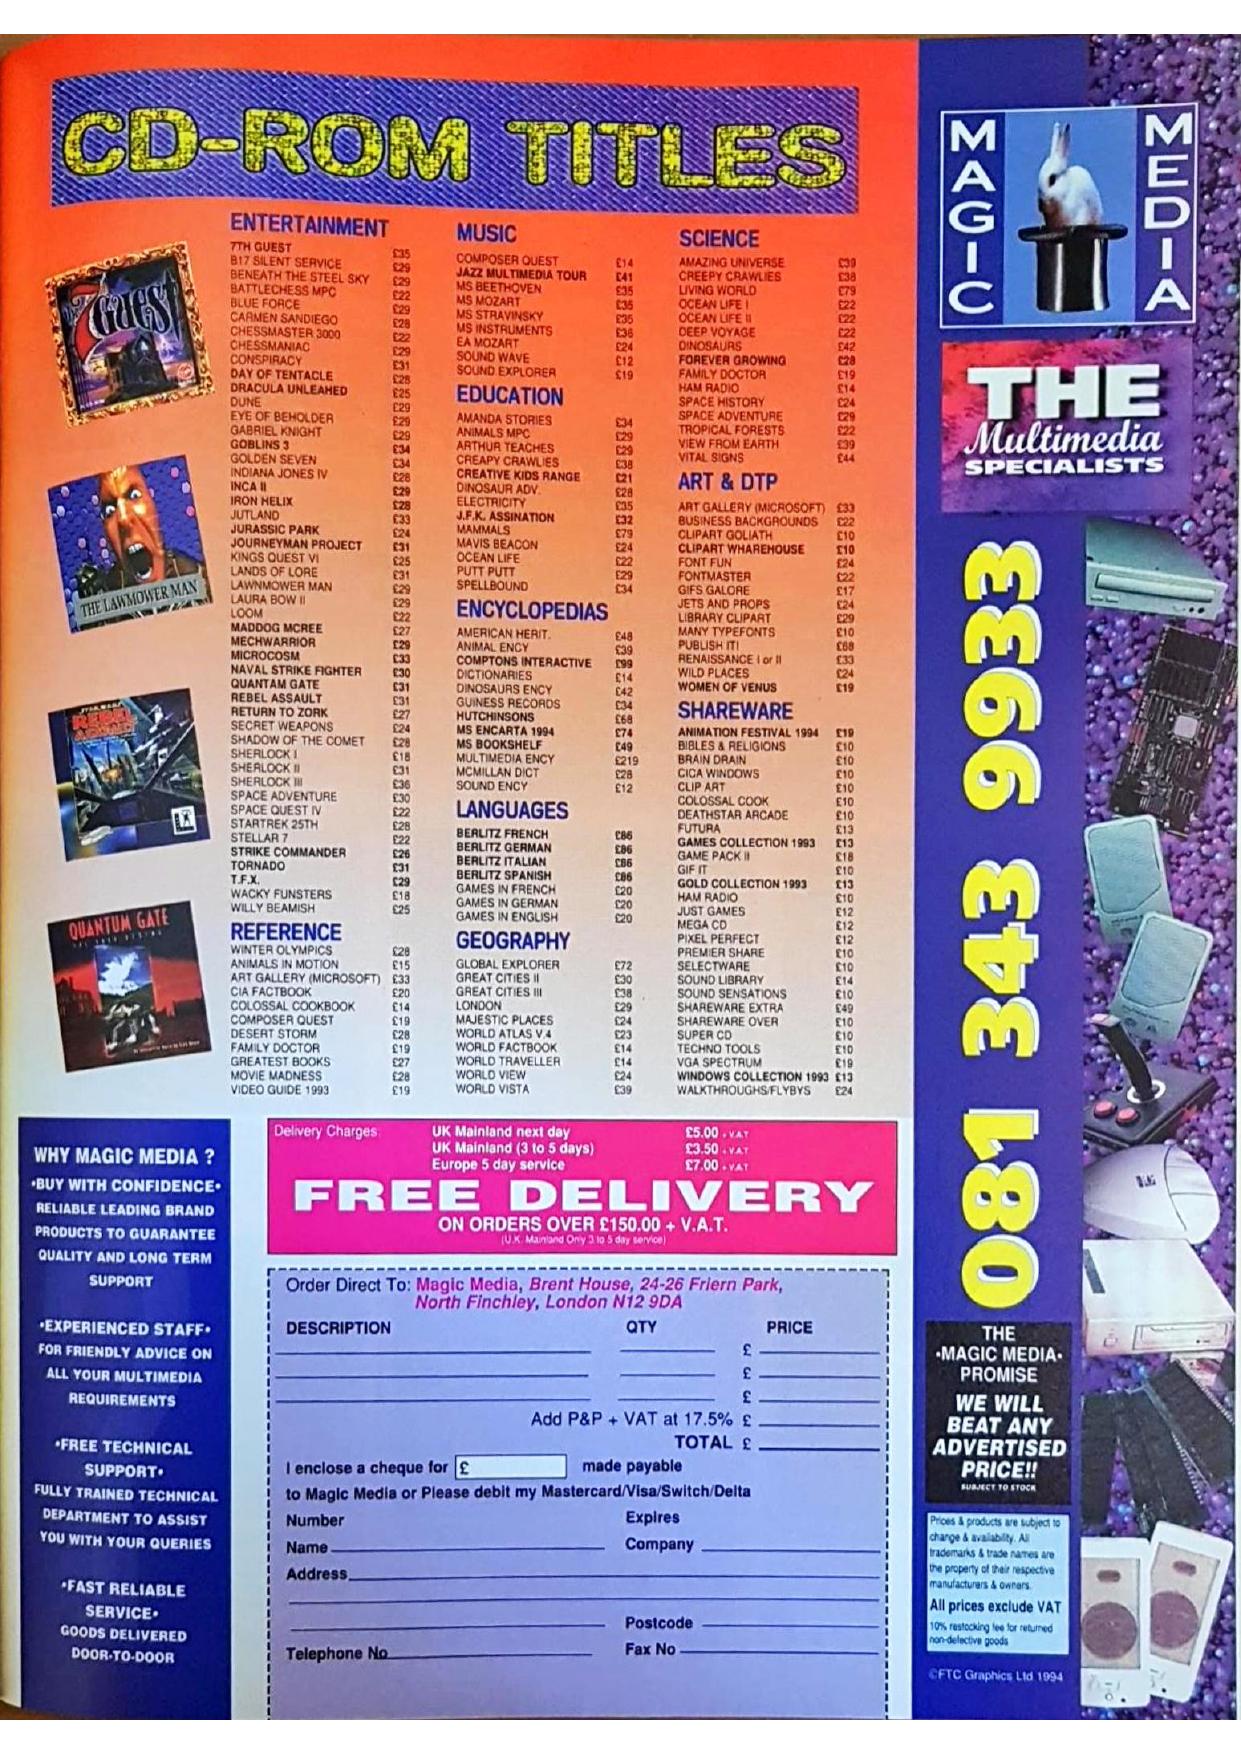 CD-ROM TITLES
ENTERTAINMENT
7TH GUEST £35
B17 SILENT SERVICE £29
BENEATH THE STEEL SKY £29
BATTLECHESS MPC £22
BLUE FORCE £29
CARMEN SANDIEGO £28
CHESSMASTER 3000 £22
CHESSMANIAC £29
CONSPIRACY £31
DAY OF TENTACLE £28
DRACULA UNLEAHED £25
DUNE £29
EYE OF BEHOLDER £29
GABRIEL KNIGHT £29
GOBLINS 3 £34
GOLDEN SEVEN £34
INDIANA JONES IV £28
INCA II £29
IRON HELIX £28
JUTLAND £33
JURASSIC PARK £24
JOURNEYMAN PROJECT £31
KINGS QUEST VI £25
LANDS OF LORE £31
LAWNMOWER MAN £29
LAURA BOW II £29
LOOM £22
MADDOG MCREE £27
MECHWARRIOR £29
MICROCOSM £33
NAVAL STRIKE FIGHTER £30
QUANTAM GATE £31
REBEL ASSAULT £31
RETURN TO ZORK £27
SECRET WEAPONS £24
SHADOW OF THE COMET £28
SHERLOCK I £18
SHERLOCK II £31
SHERLOCK III £36
SPACE ADVENTURE £30
SPACE QUEST IV £22
STARTREK 25TH £28
STELLAR 7 £22
STRIKE COMMANDER £26
TORNADO £31
T.F.X. £29
WACKY FUNSTERS £18
WILLY BEAMISH £25
REFERENCE
WINTER OLYMPICS £28
ANIMALS IN MOTION £15
ART GALLERY (MICROSOFT) £33
CIA FACTBOOK £20
COLOSSAL COOKBOOK £14
COMPOSER QUEST £19
DESERT STORM £28
FAMILY DOCTOR £19
GREATEST BOOKS £27
MOVIE MADNESS £28
VIDEO GUIDE 1993 £19
MUSIC
COMPOSER QUEST £14
JAZZ MULTIMEDIA TOUR £41
MS BEETHOVEN £35
MS MOZART £35
MS STRAVINSKY £35
MS INSTRUMENTS £36
EA MOZART £24
SOUND WAVE £12
SOUND EXPLORER £19
EDUCATION
AMANDA STORIES £34
ANIMALS MPC £29
ARTHUR TEACHES £29
CREAPY CRAWLIES £38
CREATIVE KIDS RANGE £21
DINOSAUR ADV. £28
ELECTRICITY £35
J.F.K. ASSINATION £32
MAMMALS £79
MAVIS BEACON £24
OCEAN LIFE £22
PUTT PUTT £29
SPELLBOUND £34
ENCYCLOPEDIAS
AMERICAN HERIT. £48
ANIMAL ENCY £39
COMPTONS INTERACTIVE £99
DICTIONARIES £14
DINOSAURS ENCY £42
GUINESS RECORDS £34
HUTCHINSONS £68
MS ENCARTA 1994 £74
MS BOOKSHELF £49
MULTIMEDIA ENCY £219
MCMILLAN DICT £28
SOUND ENCY £12
LANGUAGES
BERLITZ FRENCH £86
BERLITZ GERMAN £86
BERLITZ ITALIAN £86
BERLITZ SPANISH £86
GAMES IN FRENCH £20
GAMES IN GERMAN £20
GAMES IN ENGLISH £20
GEOGRAPHY
GLOBAL EXPLORER £72
GREAT CITIES II £30
GREAT CITIES III £38
LONDON £29
MAJESTIC PLACES £24
WORLD ATLAS V.4 £23
WORLD FACTBOOK £14
WORLD TRAVELLER £14
WORLD VIEW £24
WORLD VISTA £39
SCIENCE
AMAZING UNIVERSE £39
CREEPY CRAWLIES £38
LIVING WORLD £79
OCEAN LIFE I £22
OCEAN LIFE II £22
DEEP VOYAGE £22
DINOSAURS £42
FOREVER GROWING £28
FAMILY DOCTOR £19
HAM RADIO £14
SPACE HISTORY £24
SPACE ADVENTURE £29
TROPICAL FORESTS £22
VIEW FROM EARTH £39
VITAL SIGNS £44
ART & DTP
ART GALLERY (MICROSOFT) £33
BUSINESS BACKGROUNDS £22
CLIPART GOLIATH £10
CLIPART WHAREHOUSE £10
FONT FUN £24
FONTMASTER £22
GIFS GALORE £17
JETS AND PROPS £24
LIBRARY CLIPART £29
MANY TYPEFONTS £10
PUBLISH IT! £68
RENAISSANCE I or II £33
WILD PLACES £24
WOMEN OF VENUS £19
SHAREWARE
ANIMATION FESTIVAL 1994 £19
BIBLES & RELIGIONS £10
BRAIN DRAIN £10
CICA WINDOWS £10
CLIP ART £10
COLOSSAL COOK £10
DEATHSTAR ARCADE £10
FUTURA £13
GAMES COLLECTION 1993 £13
GAME PACK II £18
GIF IT £10
GOLD COLLECTION 1993 £13
HAM RADIO £10
JUST GAMES £12
MEGA CD £12
PIXEL PERFECT £12
PREMIER SHARE £10
SELECTWARE £10
SOUND LIBRARY £14
SOUND SENSATIONS £10
SHAREWARE EXTRA £49
SHAREWARE OVER £10
SUPER CD £10
TECHNO TOOLS £10
VGA SPECTRUM £19
WINDOWS COLLECTION 1993 £13
WALKTHROUGHS/FLYBYS £24
7 GUEST
THE LAWMOWER MAN
STAR WARS
REBEL
ASSAULT
QUANTUM GATE
MAGIC
MEDIA
THE
Multimedia
SPECIALISTS
081 343 9933
WHY MAGIC MEDIA ?
•BUY WITH CONFIDENCE•
RELIABLE LEADING BRAND
PRODUCTS TO GUARANTEE
QUALITY AND LONG TERM
SUPPORT
•EXPERIENCED STAFF•
FOR FRIENDLY ADVICE ON
ALL YOUR MULTIMEDIA
REQUIREMENTS
•FREE TECHNICAL
SUPPORT•
FULLY TRAINED TECHNICAL
DEPARTMENT TO ASSIST
YOU WITH YOUR QUERIES
•FAST RELIABLE
SERVICE•
GOODS DELIVERED
DOOR-TO-DOOR
Delivery Charges: UK Mainland next day £5.00 + VAT
UK Mainland (3 to 5 days) £3.50 + VAT
Europe 5 day service £7.00 + VAT
FREE DELIVERY
ON ORDERS OVER £150.00 + V.A.T.
(U.K. Mainland Only 3 to 5 day service)
Order Direct To: Magic Media, Brent House, 24-26 Friern Park,
North Finchley, London N12 9DA
DESCRIPTION QTY PRICE
£
£
£
Add P&P + VAT at 17.5% £
TOTAL £
I enclose a cheque for £ made payable
to Magic Media or Please debit my Mastercard/Visa/Switch/Delta
Number Expires
Name Company
Address
Postcode
Telephone No Fax No
THE
•MAGIC MEDIA•
PROMISE
WE WILL
BEAT ANY
ADVERTISED
PRICE!!
SUBJECT TO STOCK
Prices & products are subject to
change & availability. All
trademarks & trade names are
the property of their respective
manufacturers & owners.
All prices exclude VAT
10% restocking fee for returned
non-defective goods
©FTC Graphics Ltd 1994